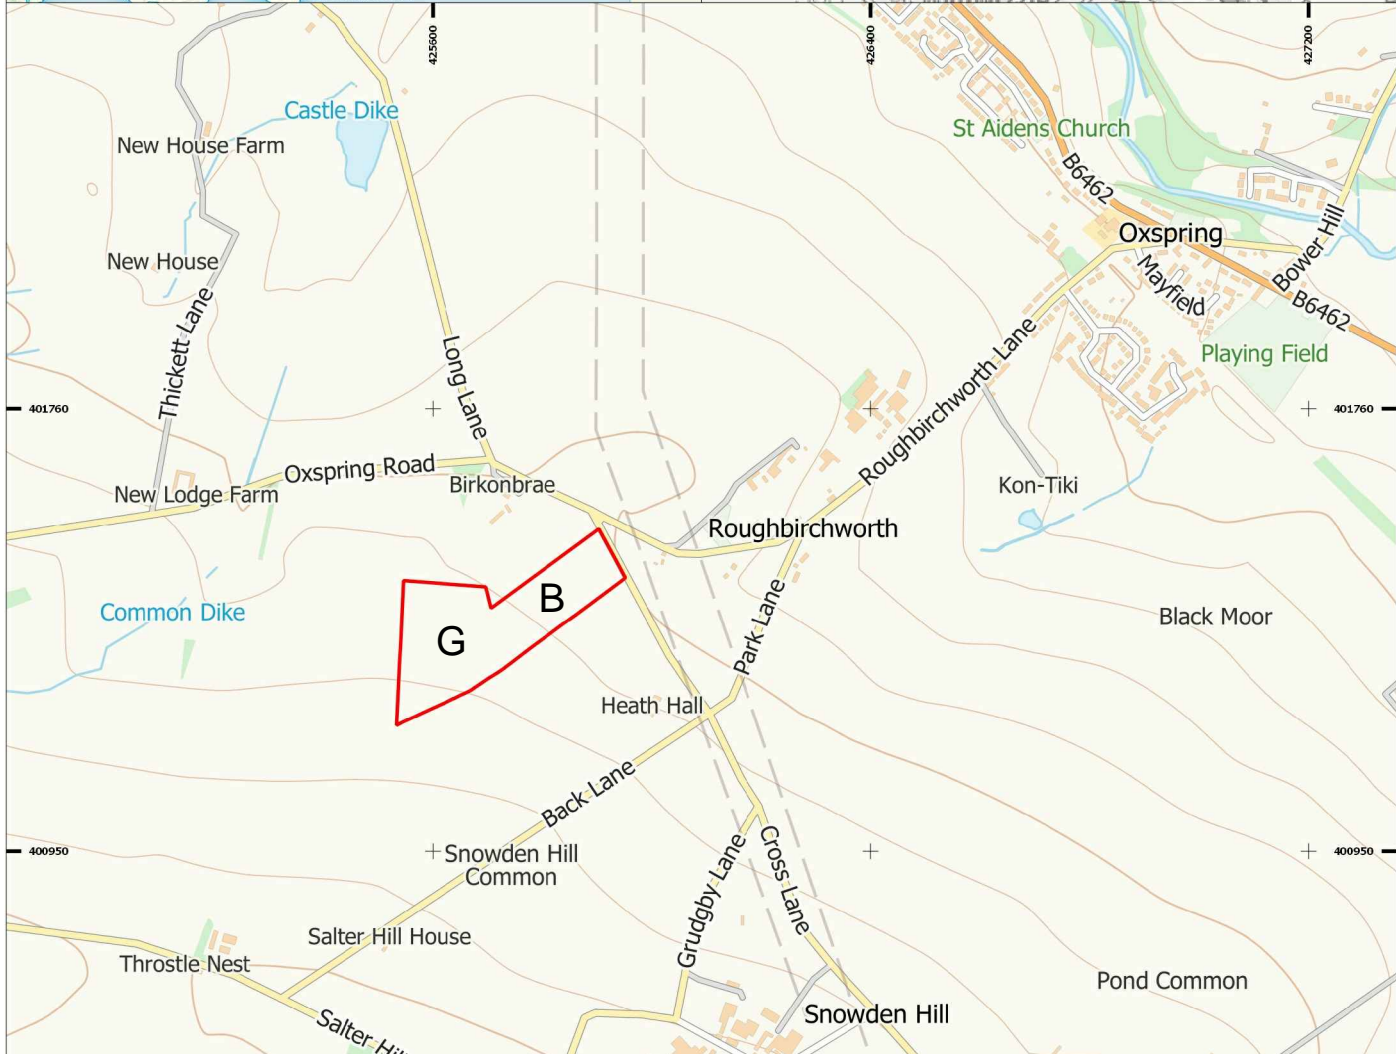 425600
426400
427200
Castle Dike
New House Farm
St Aidens Church
B6462
Oxspring
Bower Hill
New House
Mayfield
B6462
Thickett Lane
Long Lane
Roughbirchworth Lane
Playing Field
401760
401760
Oxspring Road
Birkonbrae
Kon-Tiki
New Lodge Farm
Roughbirchworth
B
Common Dike
G
Black Moor
Park Lane
Heath Hall
Back Lane
400950
400950
Snowden Hill
Common
Grudgby Lane
Cross Lane
Salter Hill House
Throstle Nest
Pond Common
Snowden Hill
Salter Hil